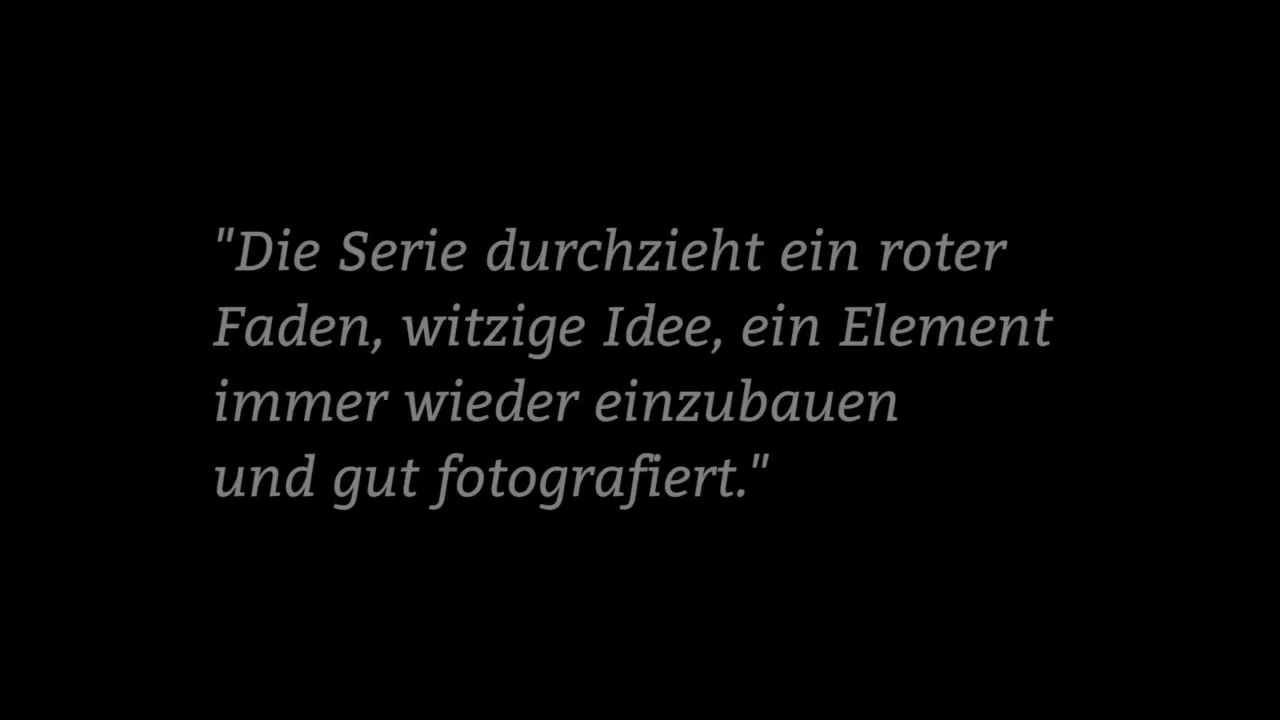 "Die Serie durchzieht ein roter
Faden, witzige Idee, ein Element
immer wieder einzubauen
und gut fotografiert."